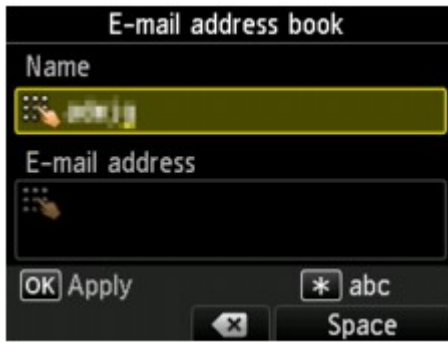 E-mail address book
Name
E-mail address
OK Apply
* abc
Space